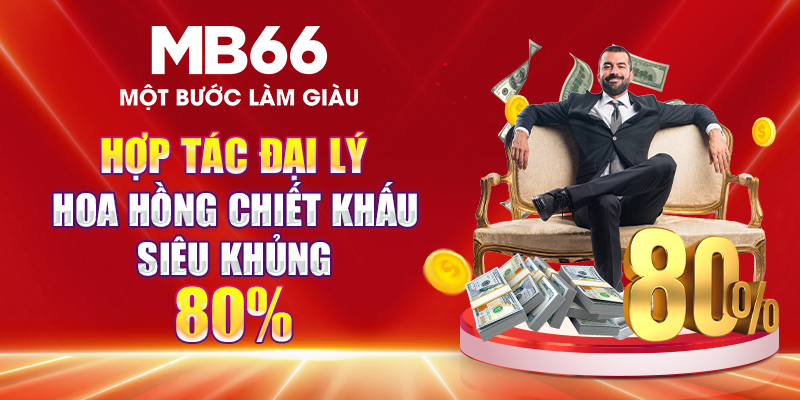 MB66
MỘT BƯỚC LÀM GIÀU
HỢP TÁC ĐẠI LÝ
HOA HỒNG CHIẾT KHẤU
SIÊU KHỦNG
80%
80%